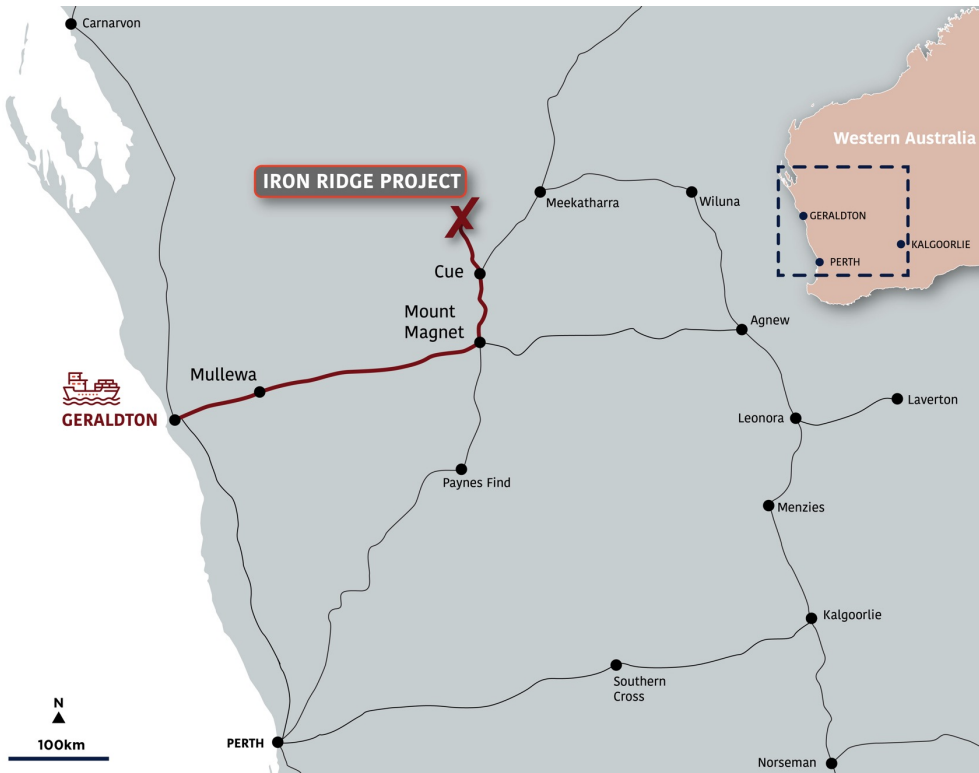 Carnarvon
Western Australia
IRON RIDGE PROJECT
Meekatharra
Wiluna
GERALDTON
KALGOORLIE
PERTH
Cue
Mount
Magnet
Agnew
Mullewa
GERALDTON
Laverton
Leonora
Paynes Find
Menzies
Kalgoorlie
Southern
Cross
N
100km
PERTH
Norseman